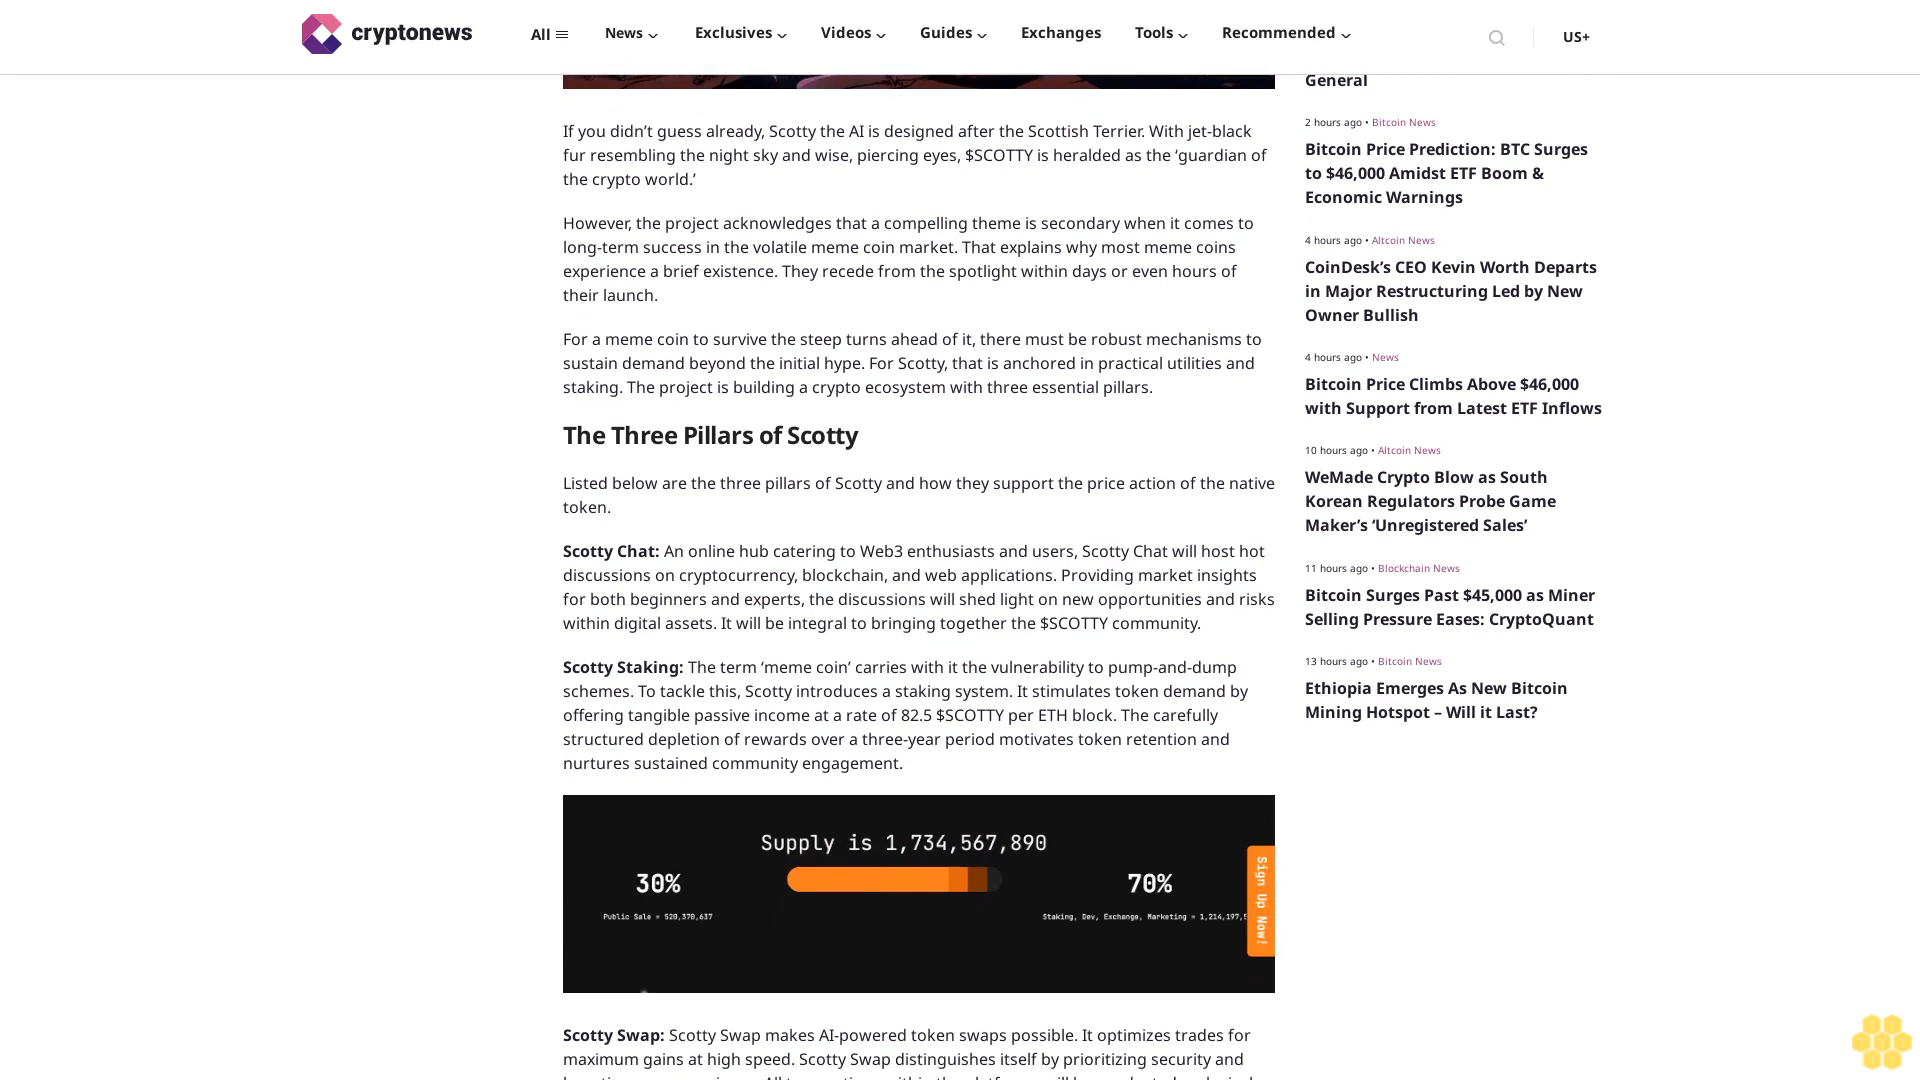 cryptonews
All
News
Exclusives
Videos
Guides
Exchanges
Tools
Recommended
US+
If you didn’t guess already, Scotty the AI is designed after the Scottish Terrier. With jet-black
fur resembling the night sky and wise, piercing eyes, $SCOTTY is heralded as the ‘guardian of
the crypto world.’
However, the project acknowledges that a compelling theme is secondary when it comes to
long-term success in the volatile meme coin market. That explains why most meme coins
experience a brief existence. They recede from the spotlight within days or even hours of
their launch.
For a meme coin to survive the steep turns ahead of it, there must be robust mechanisms to
sustain demand beyond the initial hype. For Scotty, that is anchored in practical utilities and
staking. The project is building a crypto ecosystem with three essential pillars.
The Three Pillars of Scotty
Listed below are the three pillars of Scotty and how they support the price action of the native
token.
Scotty Chat: An online hub catering to Web3 enthusiasts and users, Scotty Chat will host hot
discussions on cryptocurrency, blockchain, and web applications. Providing market insights
for both beginners and experts, the discussions will shed light on new opportunities and risks
within digital assets. It will be integral to bringing together the $SCOTTY community.
Scotty Staking: The term ‘meme coin’ carries with it the vulnerability to pump-and-dump
schemes. To tackle this, Scotty introduces a staking system. It stimulates token demand by
offering tangible passive income at a rate of 82.5 $SCOTTY per ETH block. The carefully
structured depletion of rewards over a three-year period motivates token retention and
nurtures sustained community engagement.
Supply is 1,734,567,890
30%
Public Sale = 520,370,637
70%
Staking, Dev, Exchange, Marketing = 1,214,197,5
Sign Up Now!
Scotty Swap: Scotty Swap makes AI-powered token swaps possible. It optimizes trades for
maximum gains at high speed. Scotty Swap distinguishes itself by prioritizing security and
General
2 hours ago • Bitcoin News
Bitcoin Price Prediction: BTC Surges
to $46,000 Amidst ETF Boom &
Economic Warnings
4 hours ago • Altcoin News
CoinDesk’s CEO Kevin Worth Departs
in Major Restructuring Led by New
Owner Bullish
4 hours ago • News
Bitcoin Price Climbs Above $46,000
with Support from Latest ETF Inflows
10 hours ago • Altcoin News
WeMade Crypto Blow as South
Korean Regulators Probe Game
Maker’s ‘Unregistered Sales’
11 hours ago • Blockchain News
Bitcoin Surges Past $45,000 as Miner
Selling Pressure Eases: CryptoQuant
13 hours ago • Bitcoin News
Ethiopia Emerges As New Bitcoin
Mining Hotspot – Will it Last?